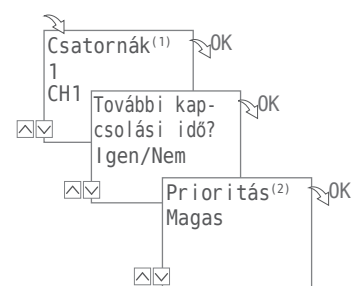 Csatornák(1)
OK
1
CH1
További kap-
csolási idő?
Igen/Nem
OK
Prioritás(2)
Magas
OK